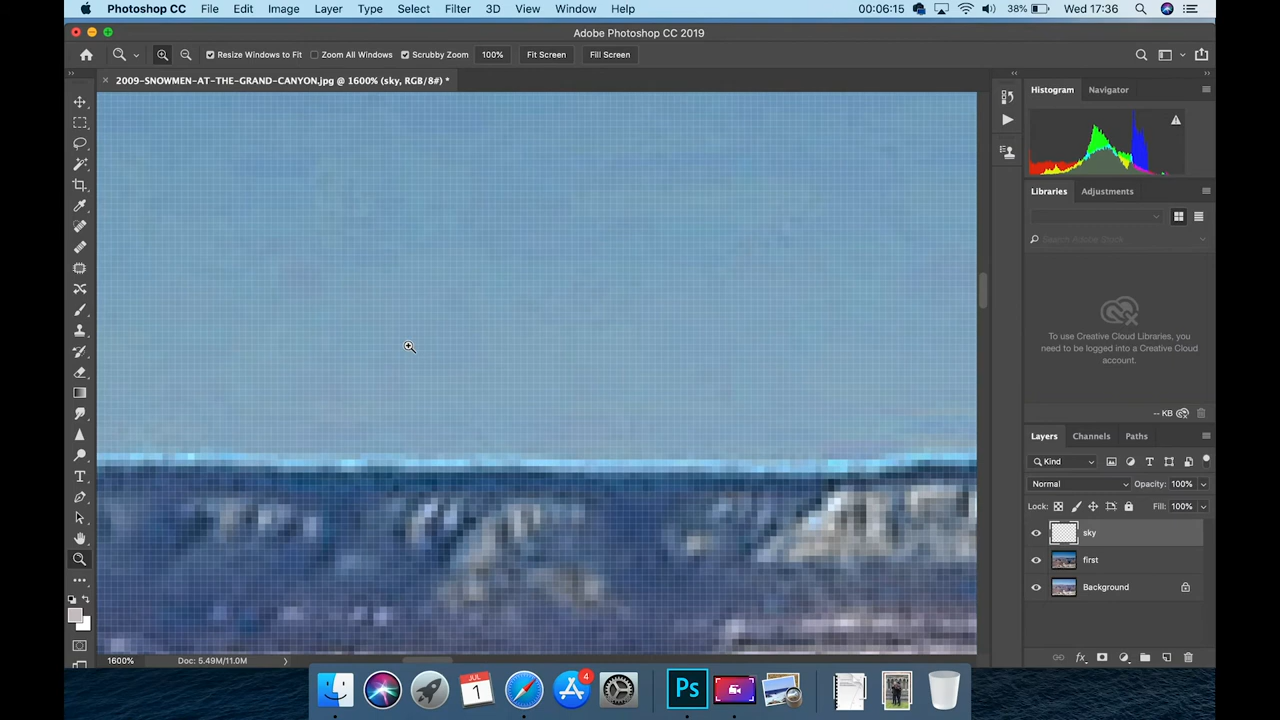 Photoshop CC File Edit Image Layer Type Select Filter 3D View Window Help 00:06:15 38% Wed 17:36
Adobe Photoshop CC 2019
Resize Windows to Fit Zoom All Windows Scrubby Zoom 100% Fit Screen Fill Screen
2009-SNOWMEN-AT-THE-GRAND-CANYON.jpg @ 1600% (sky, RGB/8#) *
Histogram Navigator
Libraries Adjustments
Search Adobe Stock
To use Creative Cloud Libraries, you
need to be logged into a Creative Cloud
account.
-- KB
Layers Channels Paths
Kind
Normal Opacity: 100%
Lock: Fill: 100%
sky
first
Background
1600% Doc: 5.49M/11.0M
JUL
1
4
Ps